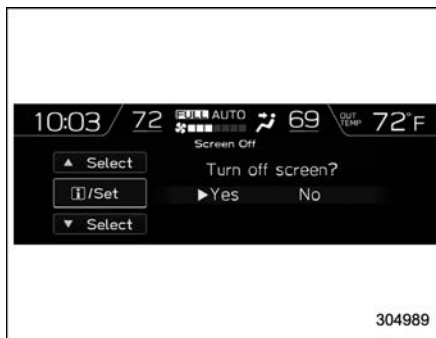 10:03 72 FULL AUTO 69 OUT TEMP 72°F
Screen Off
▲ Select
Turn off screen?
i/Set
▶Yes No
▼ Select
304989